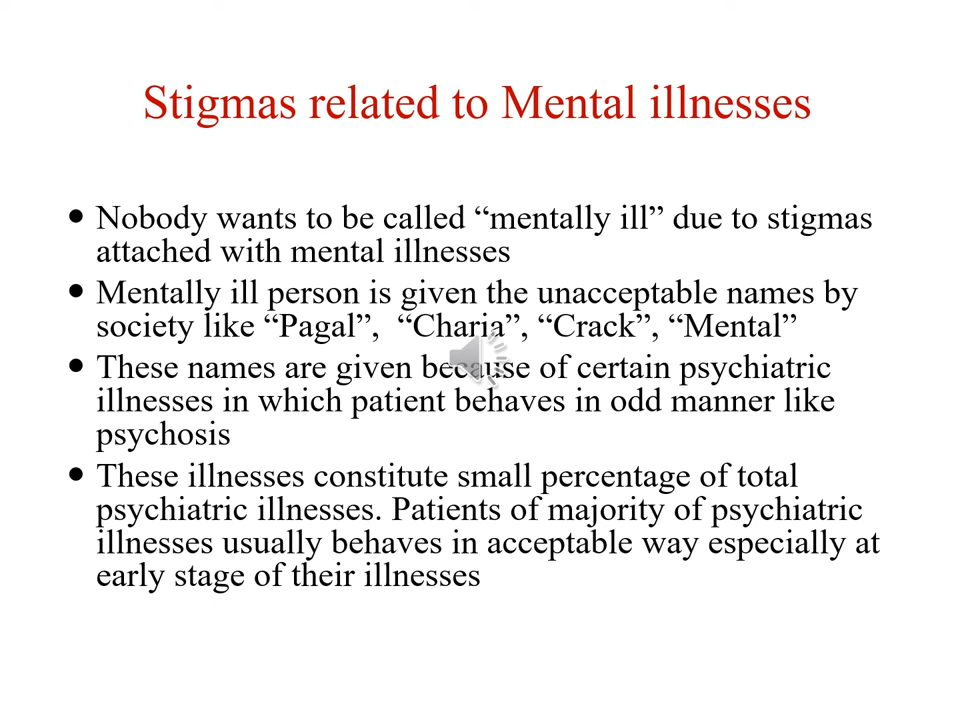 Stigmas related to Mental illnesses
• Nobody wants to be called “mentally ill” due to stigmas
attached with mental illnesses
• Mentally ill person is given the unacceptable names by
society like “Pagal”, “Charia”, “Crack”, “Mental”
• These names are given because of certain psychiatric
illnesses in which patient behaves in odd manner like
psychosis
• These illnesses constitute small percentage of total
psychiatric illnesses. Patients of majority of psychiatric
illnesses usually behaves in acceptable way especially at
early stage of their illnesses